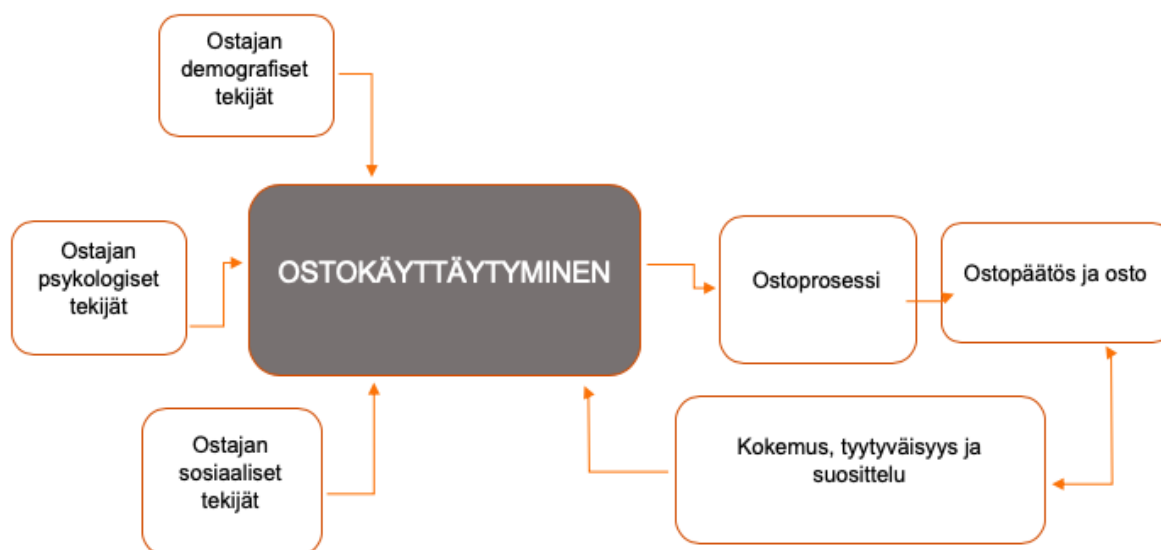 Ostajan
demografiset
tekijät
Ostajan
psykologiset
tekijät
OSTOKÄYTTÄYTYMINEN
Ostoprosessi
Ostopäätös ja osto
Ostajan
sosiaaliset
tekijät
Kokemus, tyytyväisyys ja
suosittelu